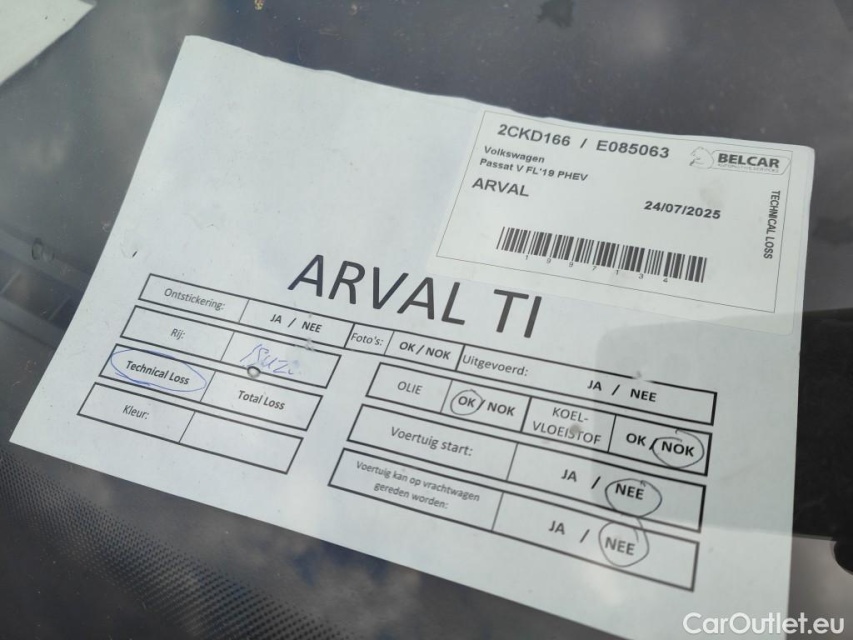 2CKD166 / E085063
BELCAR
Volkswagen
Passat V FL'19 PHEV
ARVAL
24/07/2025
TECHNICAL LOSS
1997134
ARVAL TI
Ontstickering: JA / NEE Foto's: OK / NOK Uitgevoerd: JA / NEE
Rij:
Technical Loss Total Loss
Kleur:
OLIE OK / NOK KOEL-VLOEISTOF OK / NOK
Voertuig start: JA / NEE
Voertuig kan op vrachtwagen
gereden worden: JA / NEE
CarOutlet.eu